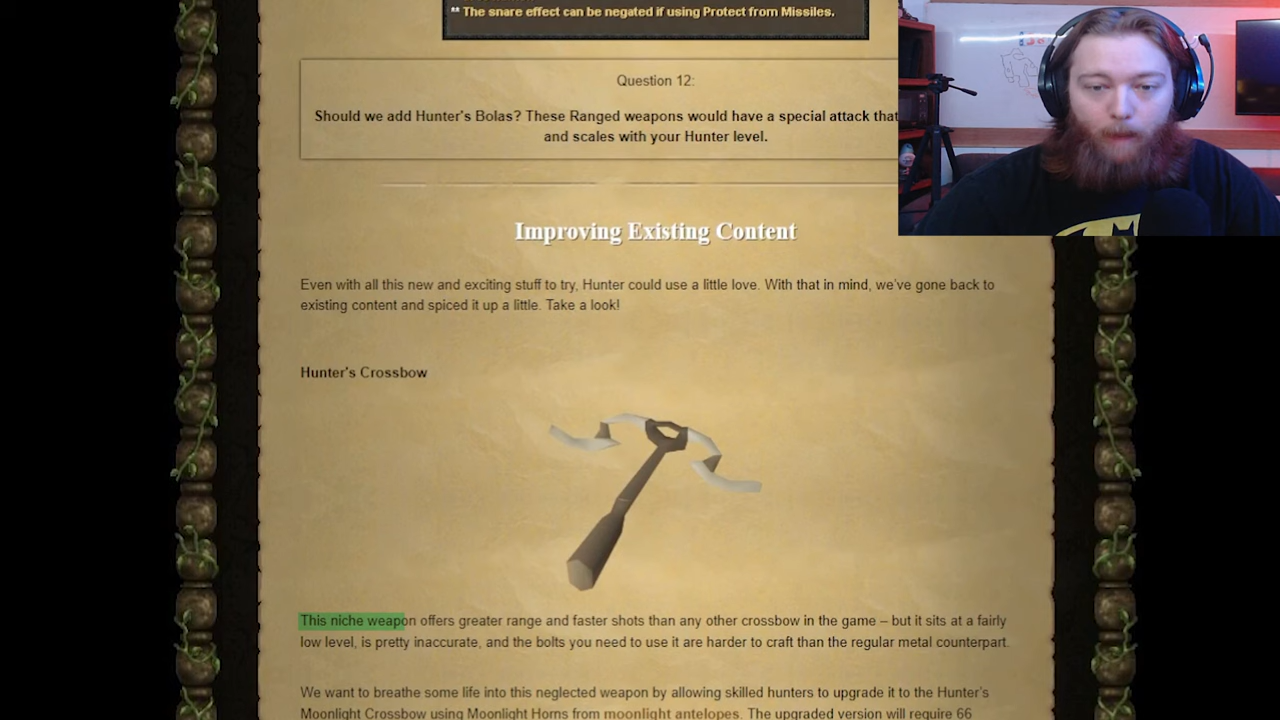 ** The snare effect can be negated if using Protect from Missiles.
Question 12:
Should we add Hunter's Bolas? These Ranged weapons would have a special attack that
and scales with your Hunter level.
Improving Existing Content
Even with all this new and exciting stuff to try, Hunter could use a little love. With that in mind, we've gone back to
existing content and spiced it up a little. Take a look!
Hunter's Crossbow
This niche weapon offers greater range and faster shots than any other crossbow in the game – but it sits at a fairly
low level, is pretty inaccurate, and the bolts you need to use it are harder to craft than the regular metal counterpart.
We want to breathe some life into this neglected weapon by allowing skilled hunters to upgrade it to the Hunter's
Moonlight Crossbow using Moonlight Horns from moonlight antelopes. The upgraded version will require 66